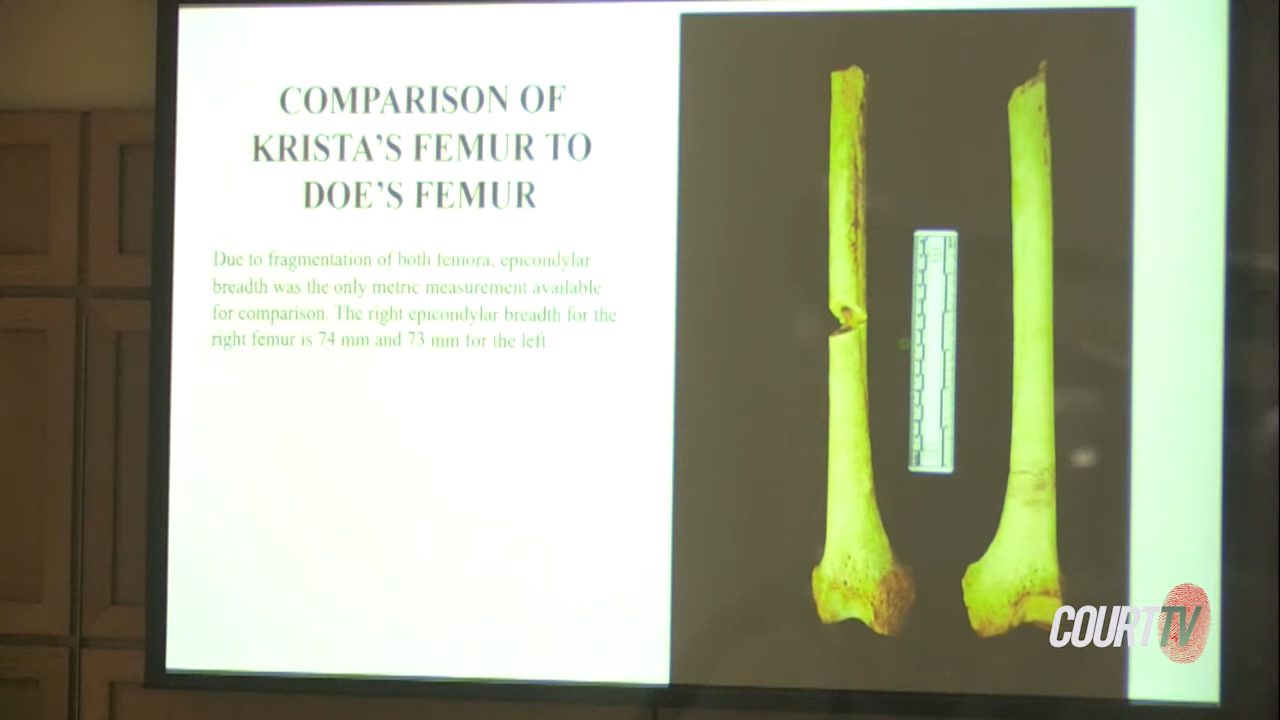 COMPARISON OF
KRISTA'S FEMUR TO
DOE'S FEMUR
Due to fragmentation of both femora, epicondylar
breadth was the only metric measurement available
for comparison. The right epicondylar breadth for the
right femur is 74 mm and 73 mm for the left.
COURT TV